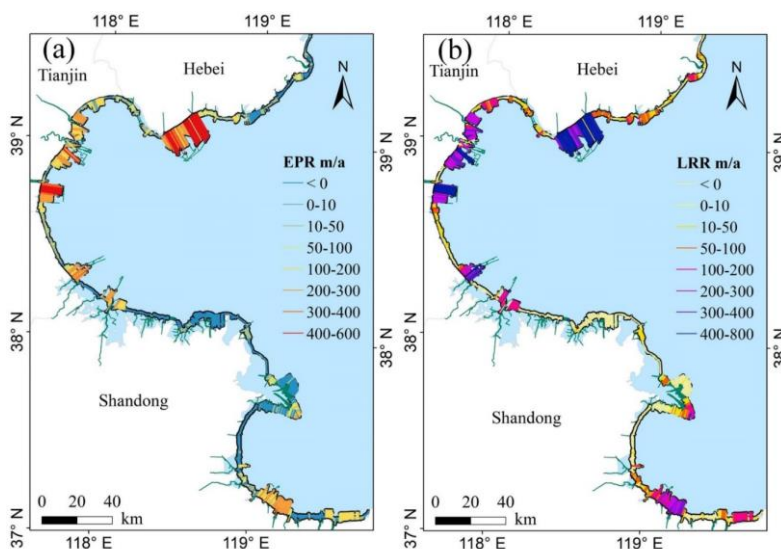 118° E 119° E
(a)
Tianjin
Hebei
N
39° N
EPR m/a
< 0
0-10
10-50
50-100
100-200
200-300
300-400
400-600
38° N
Shandong
0 20 40
km
37° N
118° E 119° E
118° E 119° E
(b)
Tianjin
Hebei
N
39° N
LRR m/a
< 0
0-10
10-50
50-100
100-200
200-300
300-400
400-800
38° N
Shandong
0 20 40
km
37° N
118° E 119° E